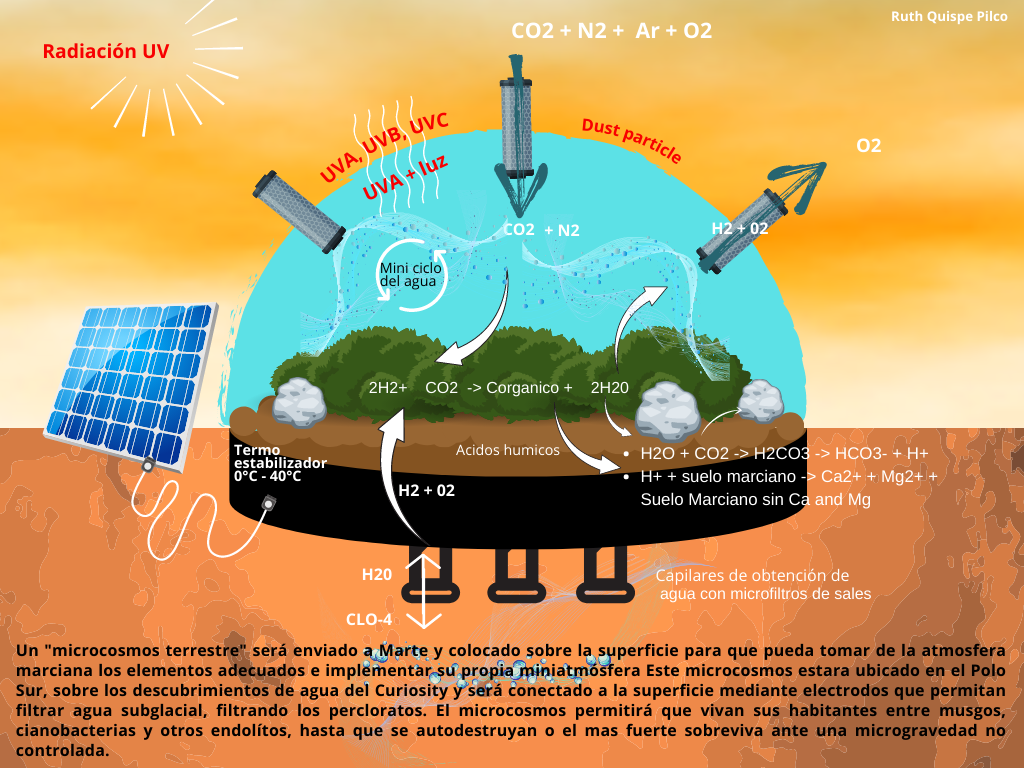 Ruth Quispe Pilco
CO2 + N2 + Ar + O2
Radiación UV
UVA, UVB, UVC
UVA + luz
Dust particle
O2
CO2 + N2
H2 + 02
Mini ciclo
del agua
2H2+ CO2 -> Corganico + 2H20
Termo
estabilizador
0°C - 40°C
Acidos humicos
• H2O + CO2 -> H2CO3 -> HCO3- + H+
• H+ + suelo marciano -> Ca2+ + Mg2+ +
Suelo Marciano sin Ca and Mg
H2 + 02
H20
CLO-4
Capilares de obtención de
agua con microfiltros de sales
Un "microcosmos terrestre" será enviado a Marte y colocado sobre la superficie para que pueda tomar de la atmosfera
marciana los elementos adecuados e implementar su propia miniatmosfera Este microcosmos estara ubicado en el Polo
Sur, sobre los descubrimientos de agua del Curiosity y será conectado a la superficie mediante electrodos que permitan
filtrar agua subglacial, filtrando los percloratos. El microcosmos permitirá que vivan sus habitantes entre musgos,
cianobacterias y otros endolítos, hasta que se autodestruyan o el mas fuerte sobreviva ante una microgravedad no
controlada.